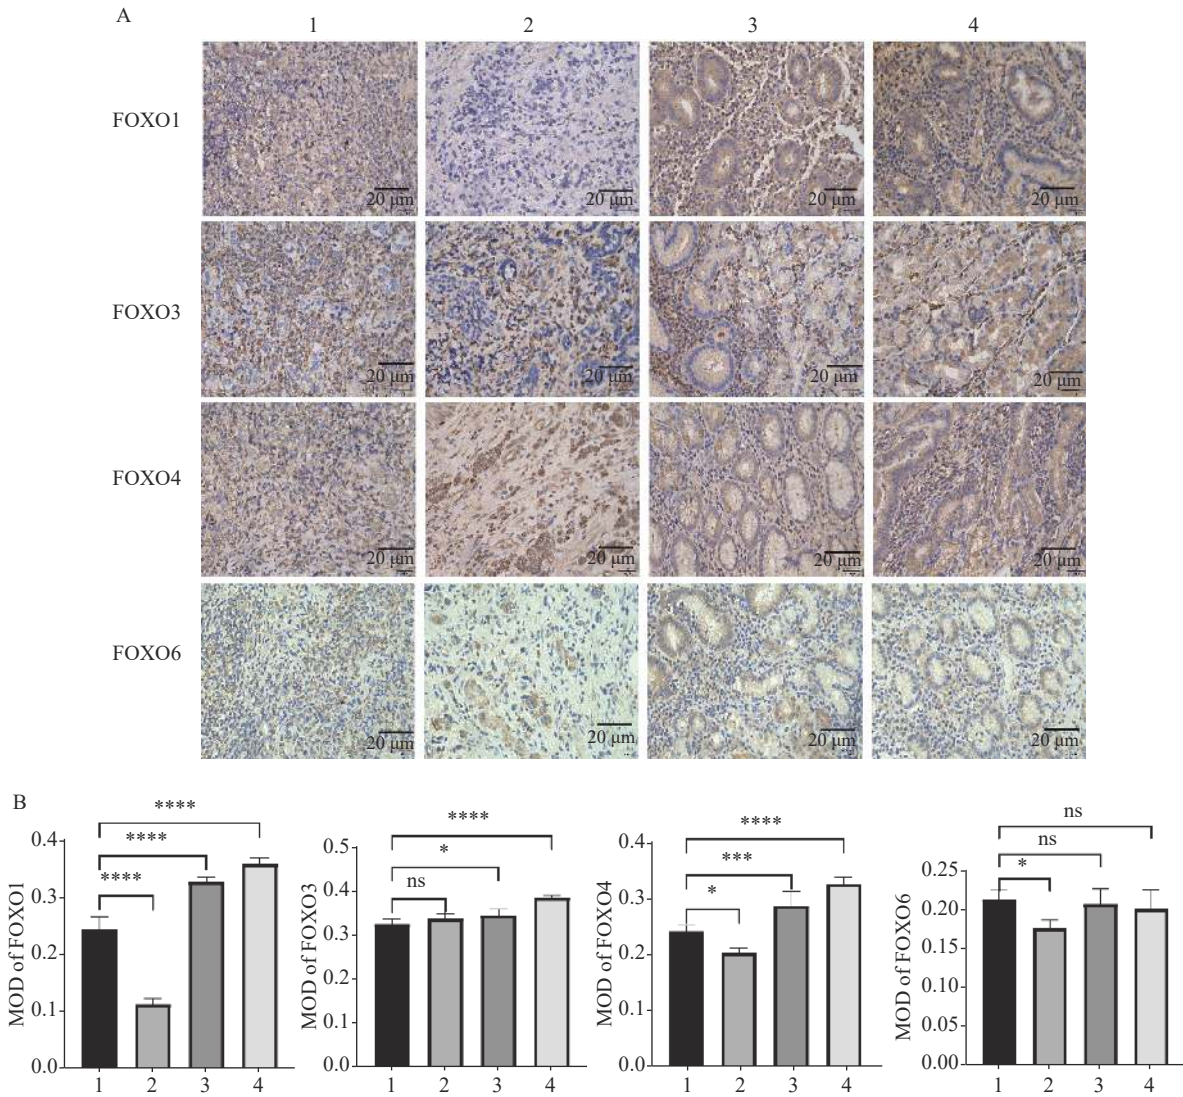 A
1 2 3 4
FOXO1
20 μm 20 μm 20 μm 20 μm
FOXO3
20 μm 20 μm 20 μm 20 μm
FOXO4
20 μm 20 μm 20 μm 20 μm
FOXO6
20 μm 20 μm 20 μm 20 μm
B
MOD of FOXO1
0.4
0.3
0.2
0.1
0.0
****
****
****
1 2 3 4
MOD of FOXO3
0.5
0.4
0.3
0.2
0.1
0.0
****
*
ns
1 2 3 4
MOD of FOXO4
0.4
0.3
0.2
0.1
0.0
****
***
*
1 2 3 4
MOD of FOXO6
0.25
0.20
0.15
0.10
0.05
0.00
ns
ns
*
1 2 3 4